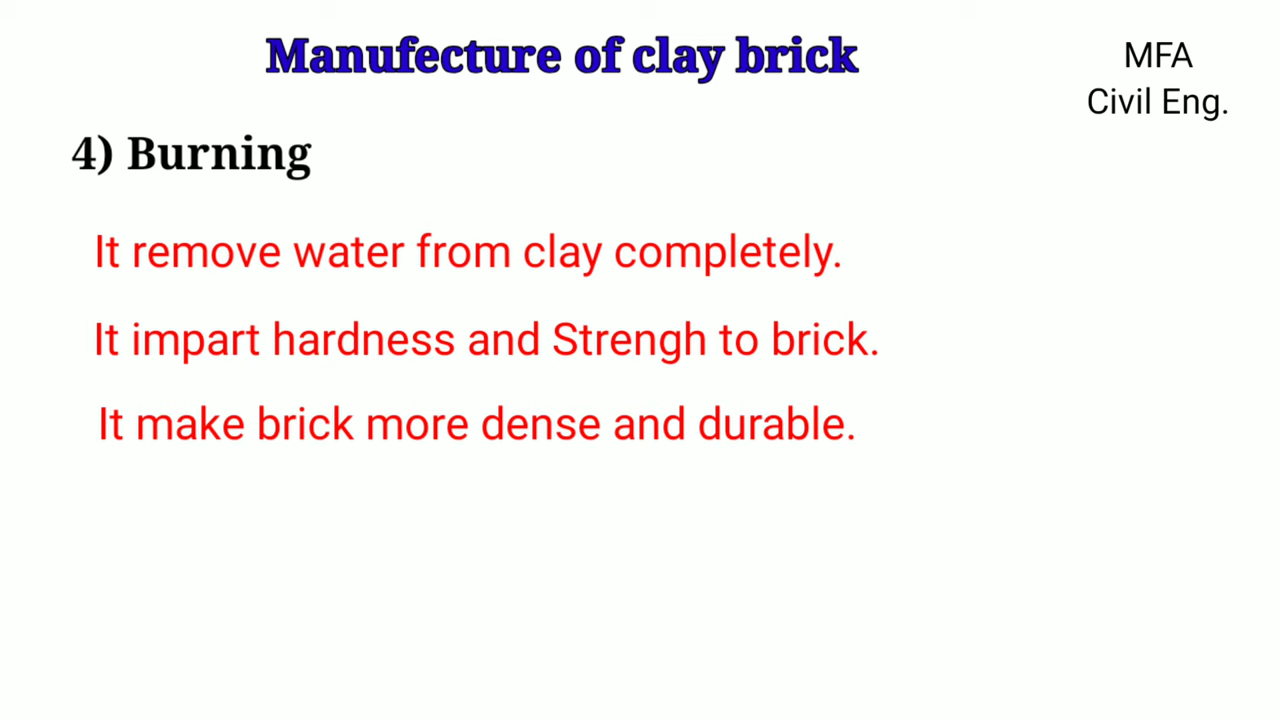 Manufecture of clay brick
MFA
Civil Eng.
4) Burning
It remove water from clay completely.
It impart hardness and Strengh to brick.
It make brick more dense and durable.